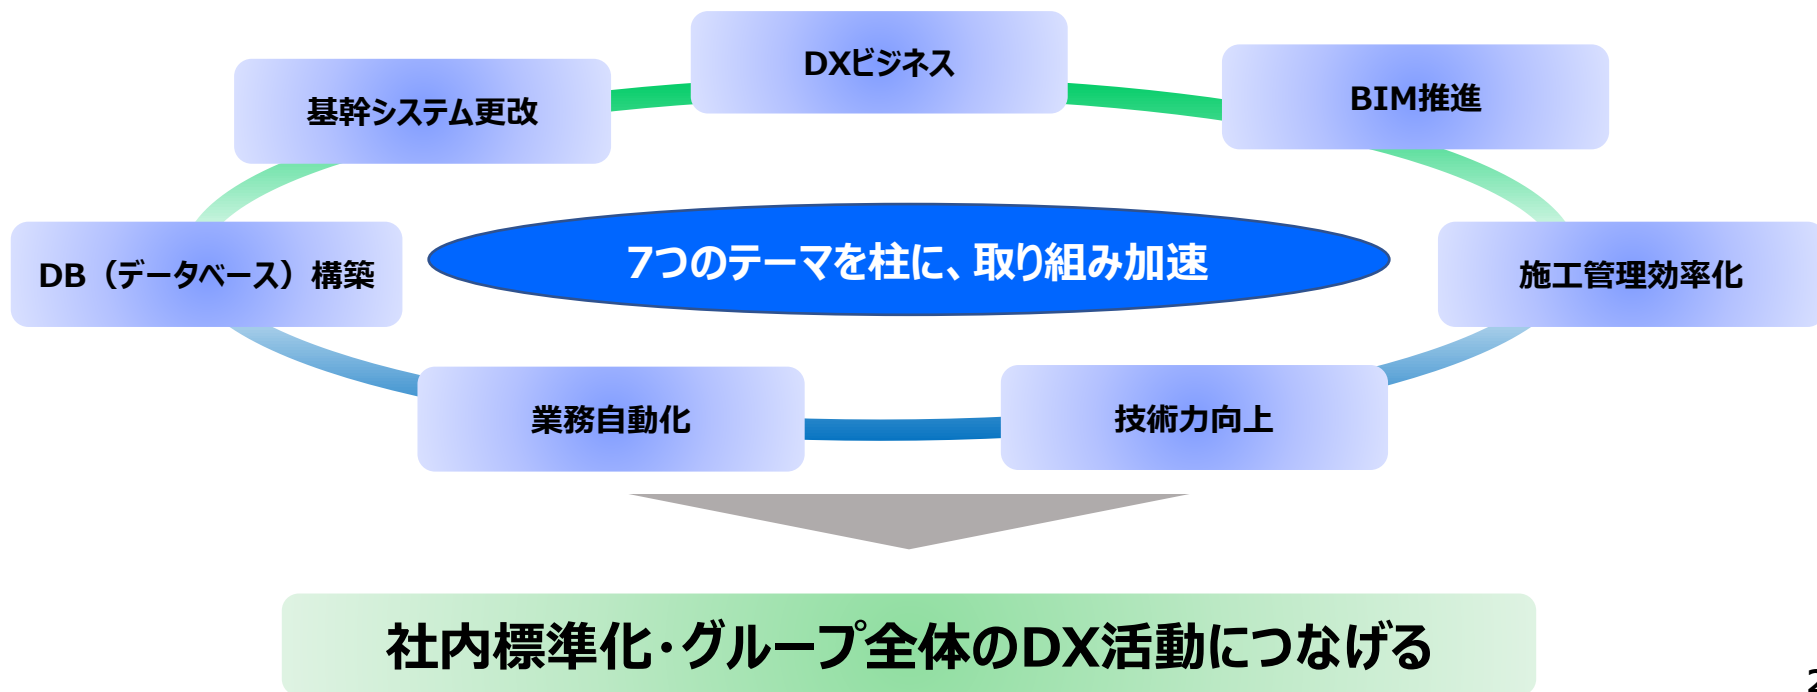 DXビジネス
基幹システム更改
BIM推進
DB（データベース）構築
7つのテーマを柱に、取り組み加速
施工管理効率化
業務自動化
技術力向上
社内標準化・グループ全体のDX活動につなげる